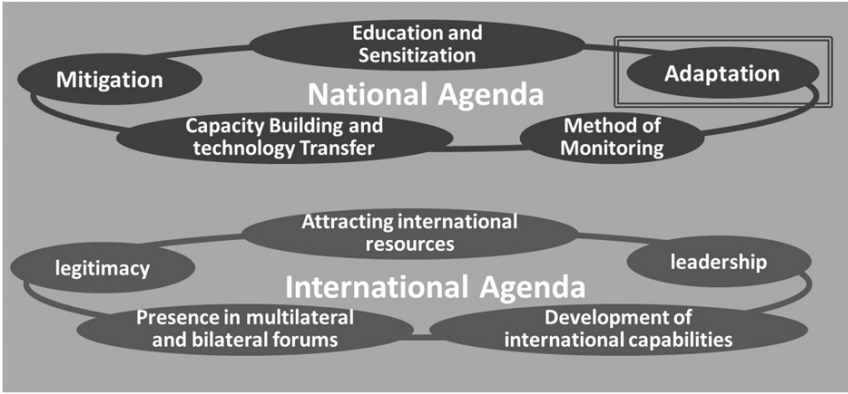 Education and
Sensitization
Mitigation
Adaptation
National Agenda
Capacity Building and
technology Transfer
Method of
Monitoring
Attracting international
resources
legitimacy
leadership
International Agenda
Presence in multilateral
and bilateral forums
Development of
international capabilities